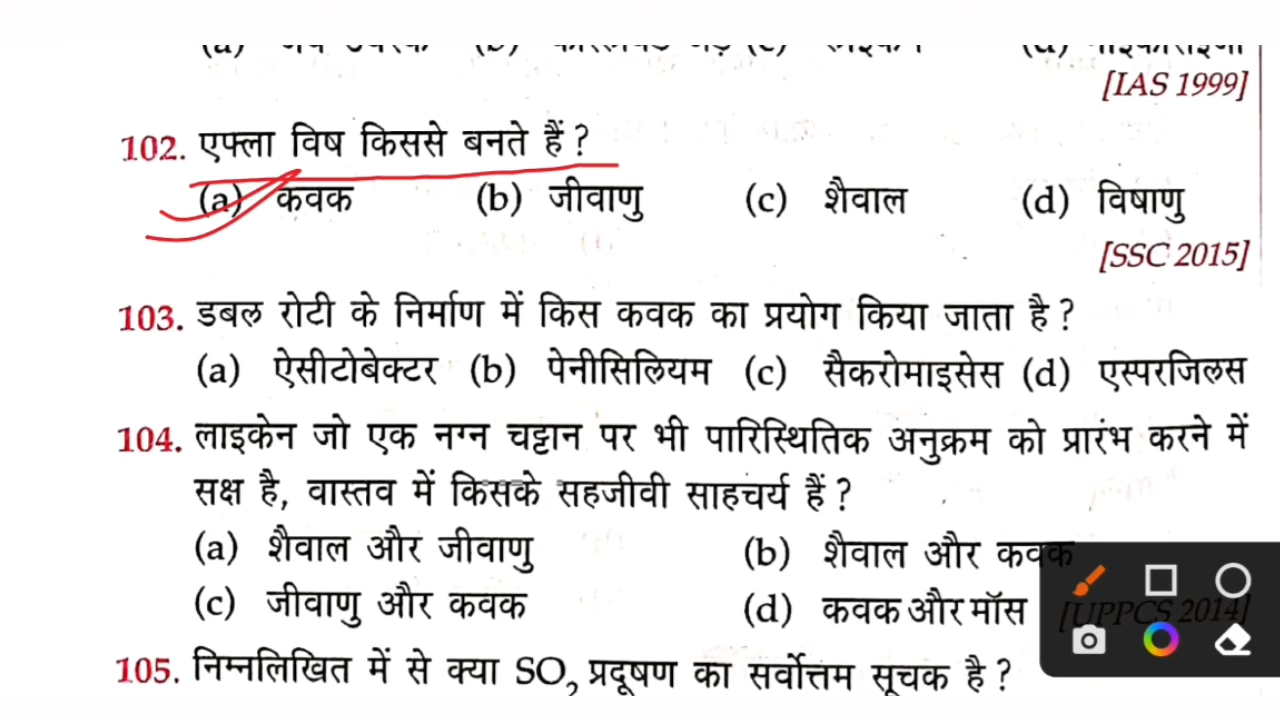 [IAS 1999]
102. एफ्ला विष किससे बनते हैं ?
(a) कवक (b) जीवाणु (c) शैवाल (d) विषाणु
[SSC 2015]
103. डबल रोटी के निर्माण में किस कवक का प्रयोग किया जाता है ?
(a) ऐसीटोबेक्टर (b) पेनीसिलियम (c) सैकरोमाइसेस (d) एस्परजिलस
104. लाइकेन जो एक नग्न चट्टान पर भी पारिस्थितिक अनुक्रम को प्रारंभ करने में
सक्ष है, वास्तव में किसके सहजीवी साहचर्य हैं ?
(a) शैवाल और जीवाणु (b) शैवाल और कवक
(c) जीवाणु और कवक (d) कवक और मॉस [UPPCS 2014]
105. निम्नलिखित में से क्या SO₂ प्रदूषण का सर्वोत्तम सूचक है ?